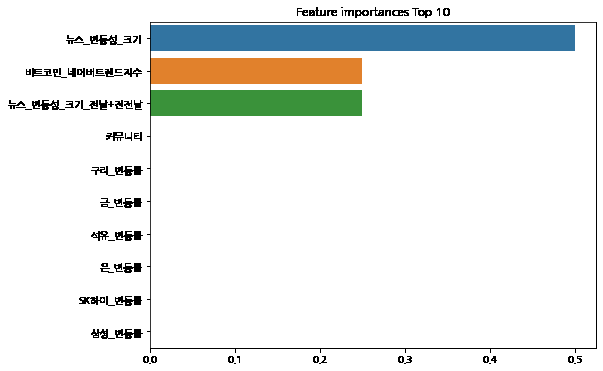 Feature importances Top 10
뉴스_변동성_크기
비트코인_네이버트렌드지수
뉴스_변동성_크기_전날+전전날
커뮤니티
구리_변동률
금_변동률
석유_변동률
은_변동률
SK하이_변동률
삼성_변동률
0,0 0,1 0,2 0,3 0,4 0,5